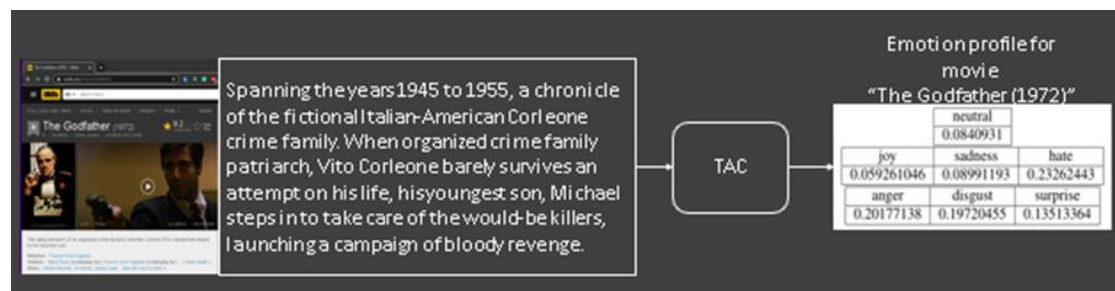 The Godfather (1972)
9.2
Spanning the years 1945 to 1955, a chronicle
of the fictional Italian-American Corleone
crime family. When organized crime family
patriarch, Vito Corleone barely survives an
attempt on his life, his youngest son, Michael
steps in to take care of the would-be killers,
launching a campaign of bloody revenge.
TAC
Emotion profile for
movie
"The Godfather (1972)"
neutral
0.0840931
joy sadness hate
0.059261046 0.08991193 0.23262443
anger disgust surprise
0.20177138 0.19720455 0.13513364